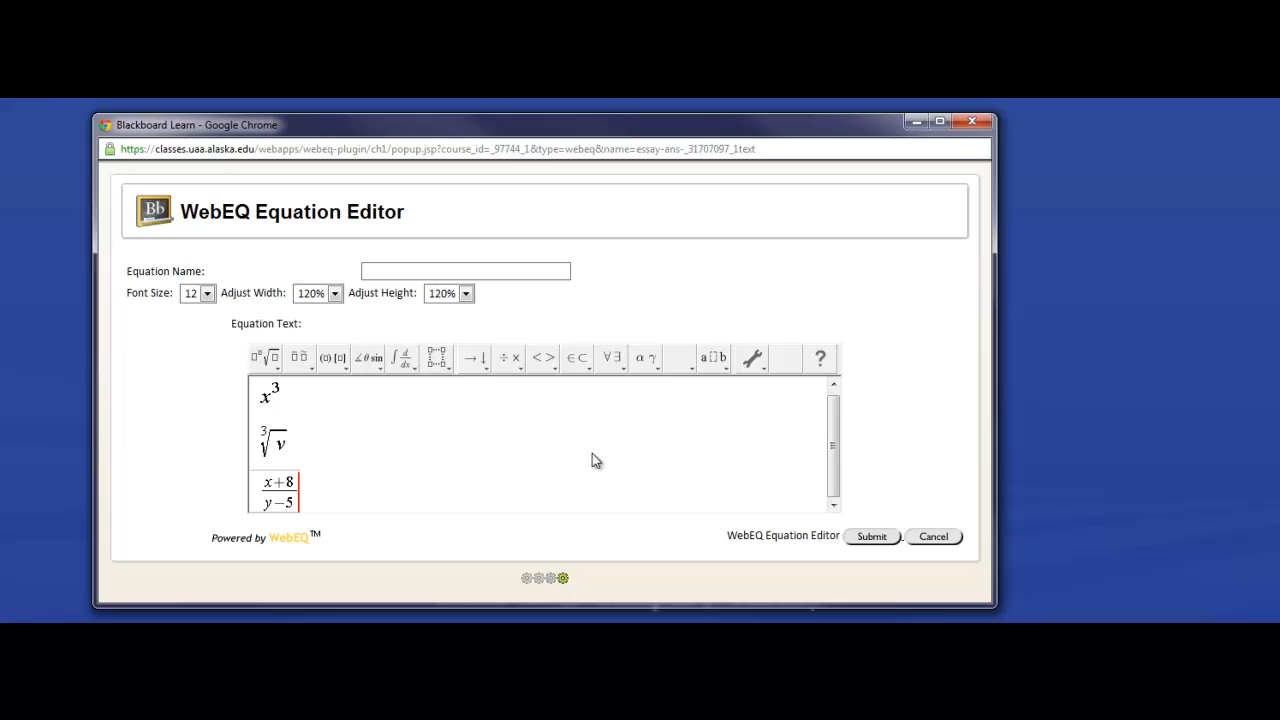 Blackboard Learn - Google Chrome
https://classes.uaa.alaska.edu/webapps/webeq-plugin/ch1/popup.jsp?course_id=_97744_1&type=webeq&name=essay-ans-_31707097_1text
Bb WebEQ Equation Editor
Equation Name:
Font Size: 12 Adjust Width: 120% Adjust Height: 120%
Equation Text:
□° √□ (□) [□] ∠θ sin ∫ d/ds → ↓ ÷ × < > ∈ ⊂ ∀ ∃ α γ a □ b ?
x³
∛v
x+8
y−5
Powered by WebEQ™
WebEQ Equation Editor Submit Cancel